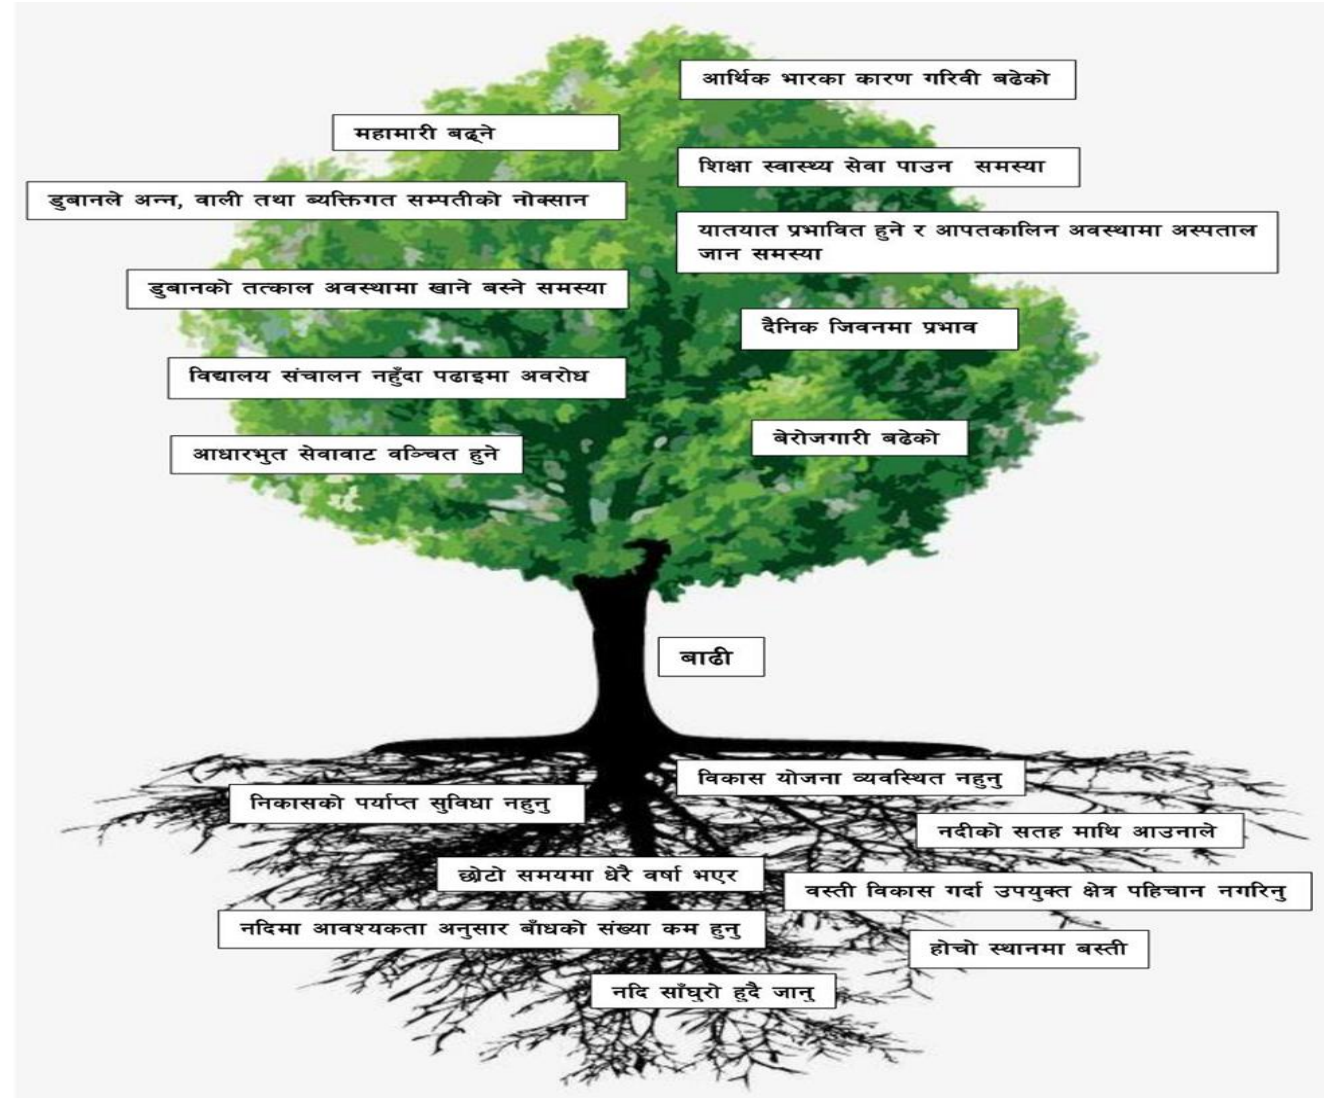 आर्थिक भारका कारण गरिवी बढेको
महामारी बढ्ने
शिक्षा स्वास्थ्य सेवा पाउन समस्या
डुबानले अन्न, वाली तथा ब्यक्तिगत सम्पतीको नोक्सान
यातयात प्रभावित हुने र आपतकालिन अवस्थामा अस्पताल
जान समस्या
डुबानको तत्काल अवस्थामा खाने बस्ने समस्या
दैनिक जिवनमा प्रभाव
विद्यालय संचालन नहुँदा पढाइमा अवरोध
बेरोजगारी बढेको
आधारभुत सेवावाट वञ्चित हुने
बाढी
विकास योजना व्यवस्थित नहुनु
निकासको पर्याप्त सुविधा नहुनु
नदीको सतह माथि आउनाले
छोटो समयमा धेरै वर्षा भएर
वस्ती विकास गर्दा उपयुक्त क्षेत्र पहिचान नगरिनु
नदिमा आवश्यकता अनुसार बाँधको संख्या कम हुनु
होचो स्थानमा बस्ती
नदि साँघुरो हुदै जानु